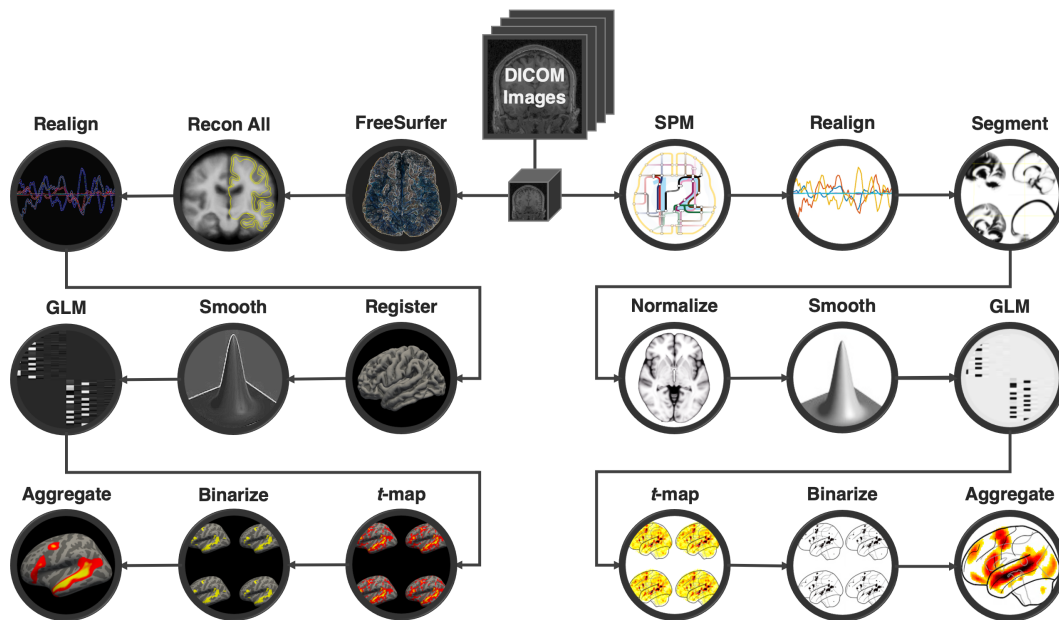 DICOM
Images
Realign
Recon All
FreeSurfer
SPM
Realign
Segment
12
GLM
Smooth
Register
Normalize
Smooth
GLM
Aggregate
Binarize
t-map
t-map
Binarize
Aggregate